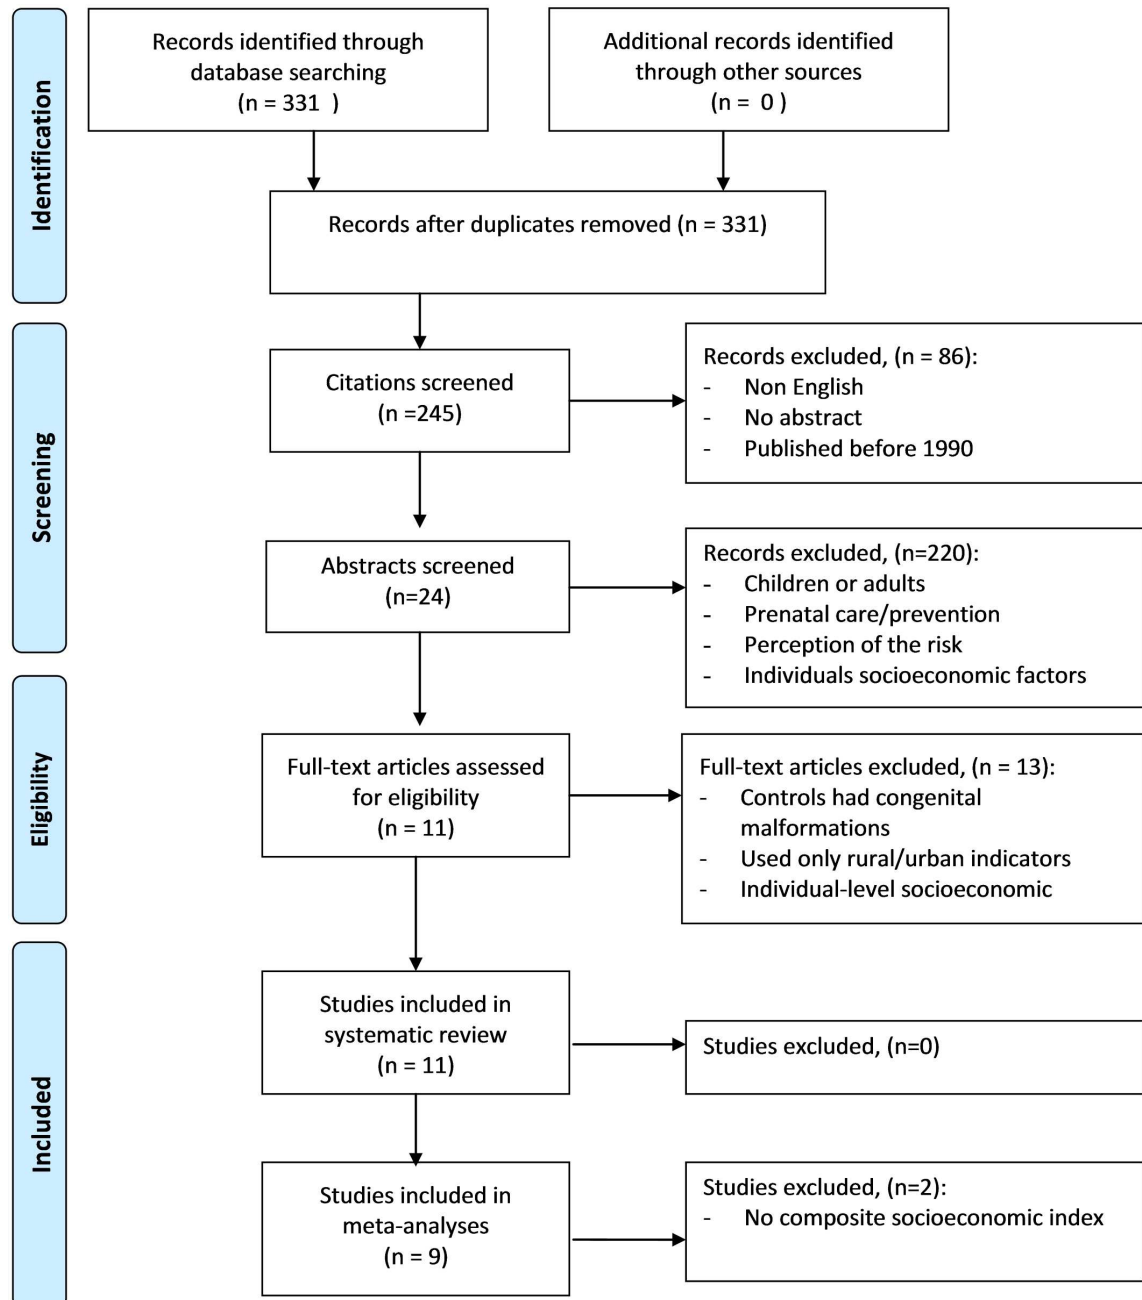 Identification
Records identified through
database searching
(n = 331  )
Additional records identified
through other sources
(n =  0 )
Records after duplicates removed (n = 331)
Screening
Citations screened
(n =245)
Records excluded, (n = 86):
- Non English
- No abstract
- Published before 1990
Abstracts screened
(n=24)
Records excluded, (n=220):
- Children or adults
- Prenatal care/prevention
- Perception of the risk
- Individuals socioeconomic factors
Eligibility
Full-text articles assessed
for eligibility
(n = 11)
Full-text articles excluded, (n = 13):
- Controls had congenital
malformations
- Used only rural/urban indicators
- Individual-level socioeconomic
Included
Studies included in
systematic review
(n = 11)
Studies excluded, (n=0)
Studies included in
meta-analyses
(n = 9)
Studies excluded, (n=2):
- No composite socioeconomic index